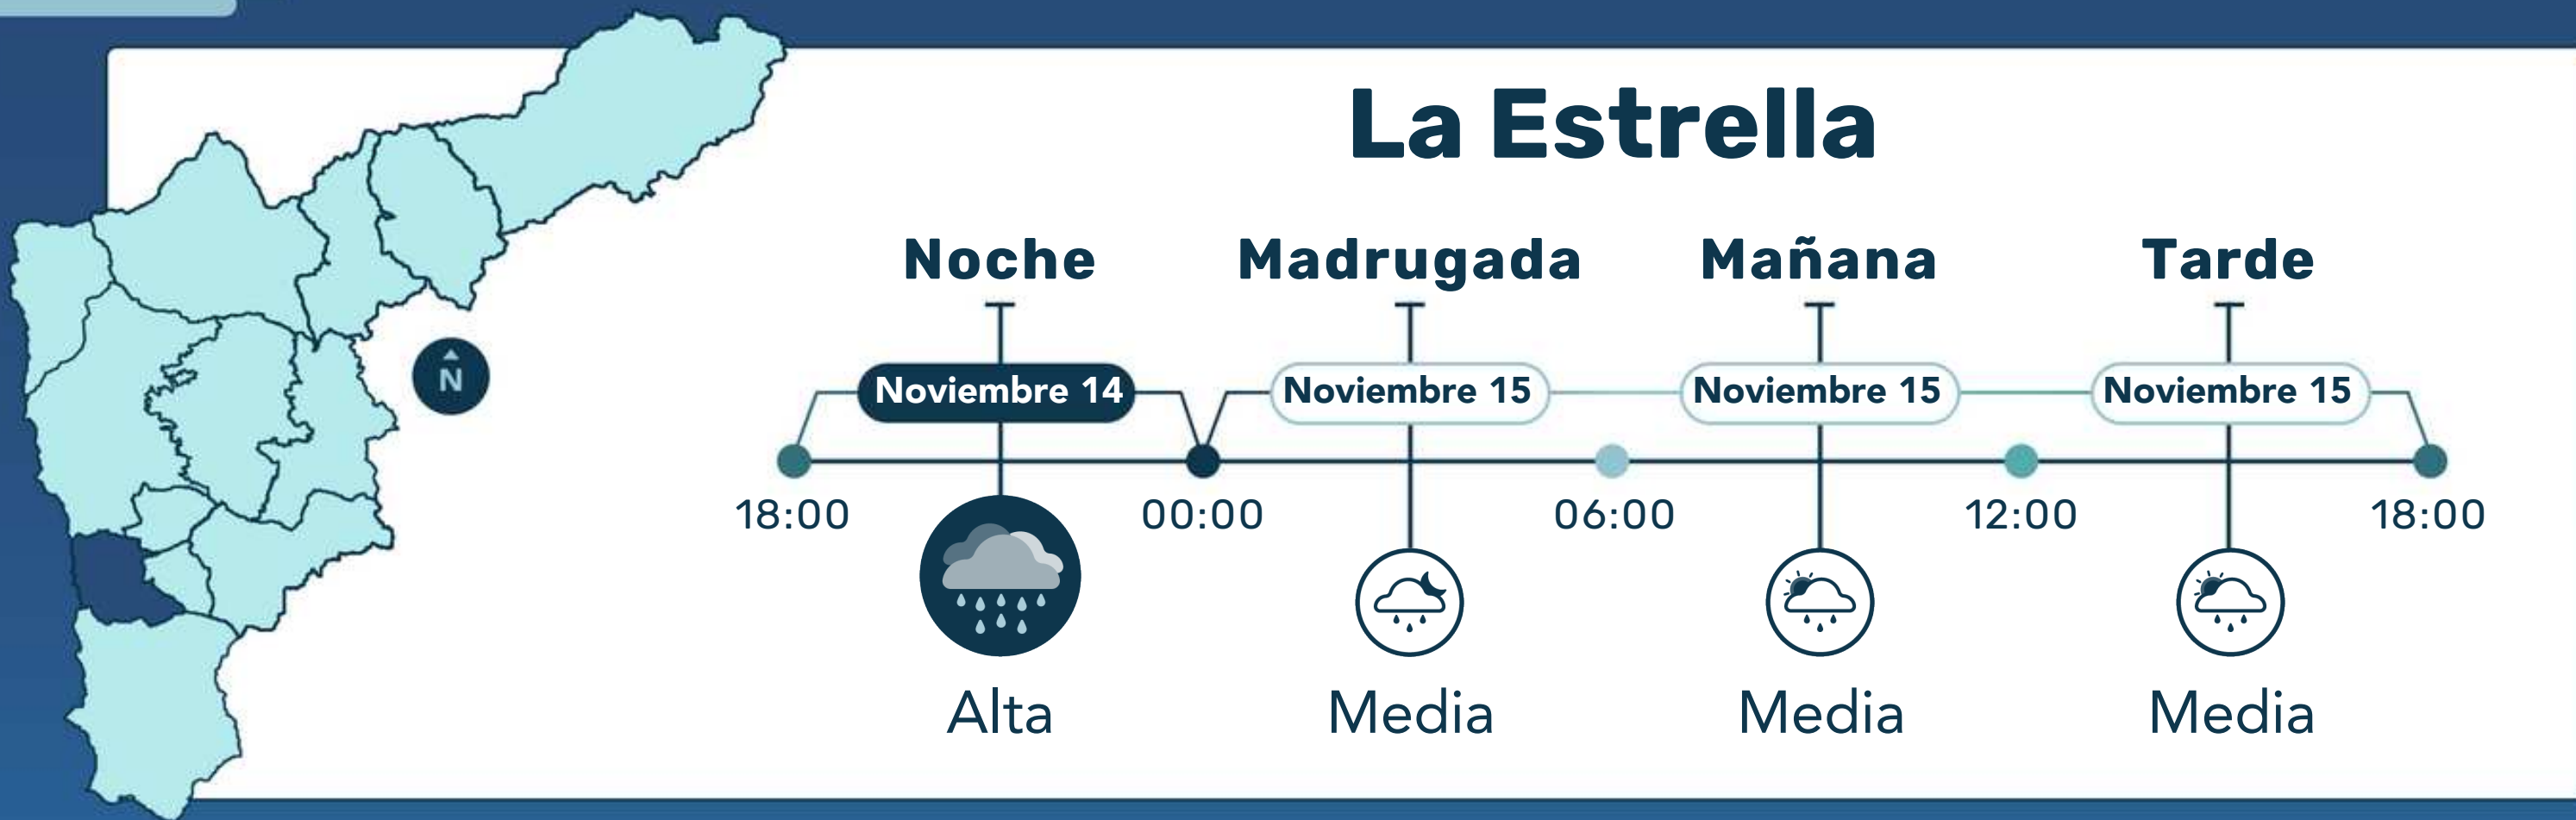 La Estrella
Noche Madrugada Mañana Tarde
N
Noviembre 14 Noviembre 15 Noviembre 15 Noviembre 15
18:00 00:00 06:00 12:00 18:00
Alta Media Media Media